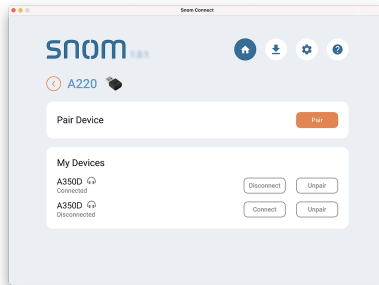 Snom Connect
snom
A220
Pair Device
Pair
My Devices
A350D
Connected
Disconnect
Unpair
A350D
Disconnected
Connect
Unpair